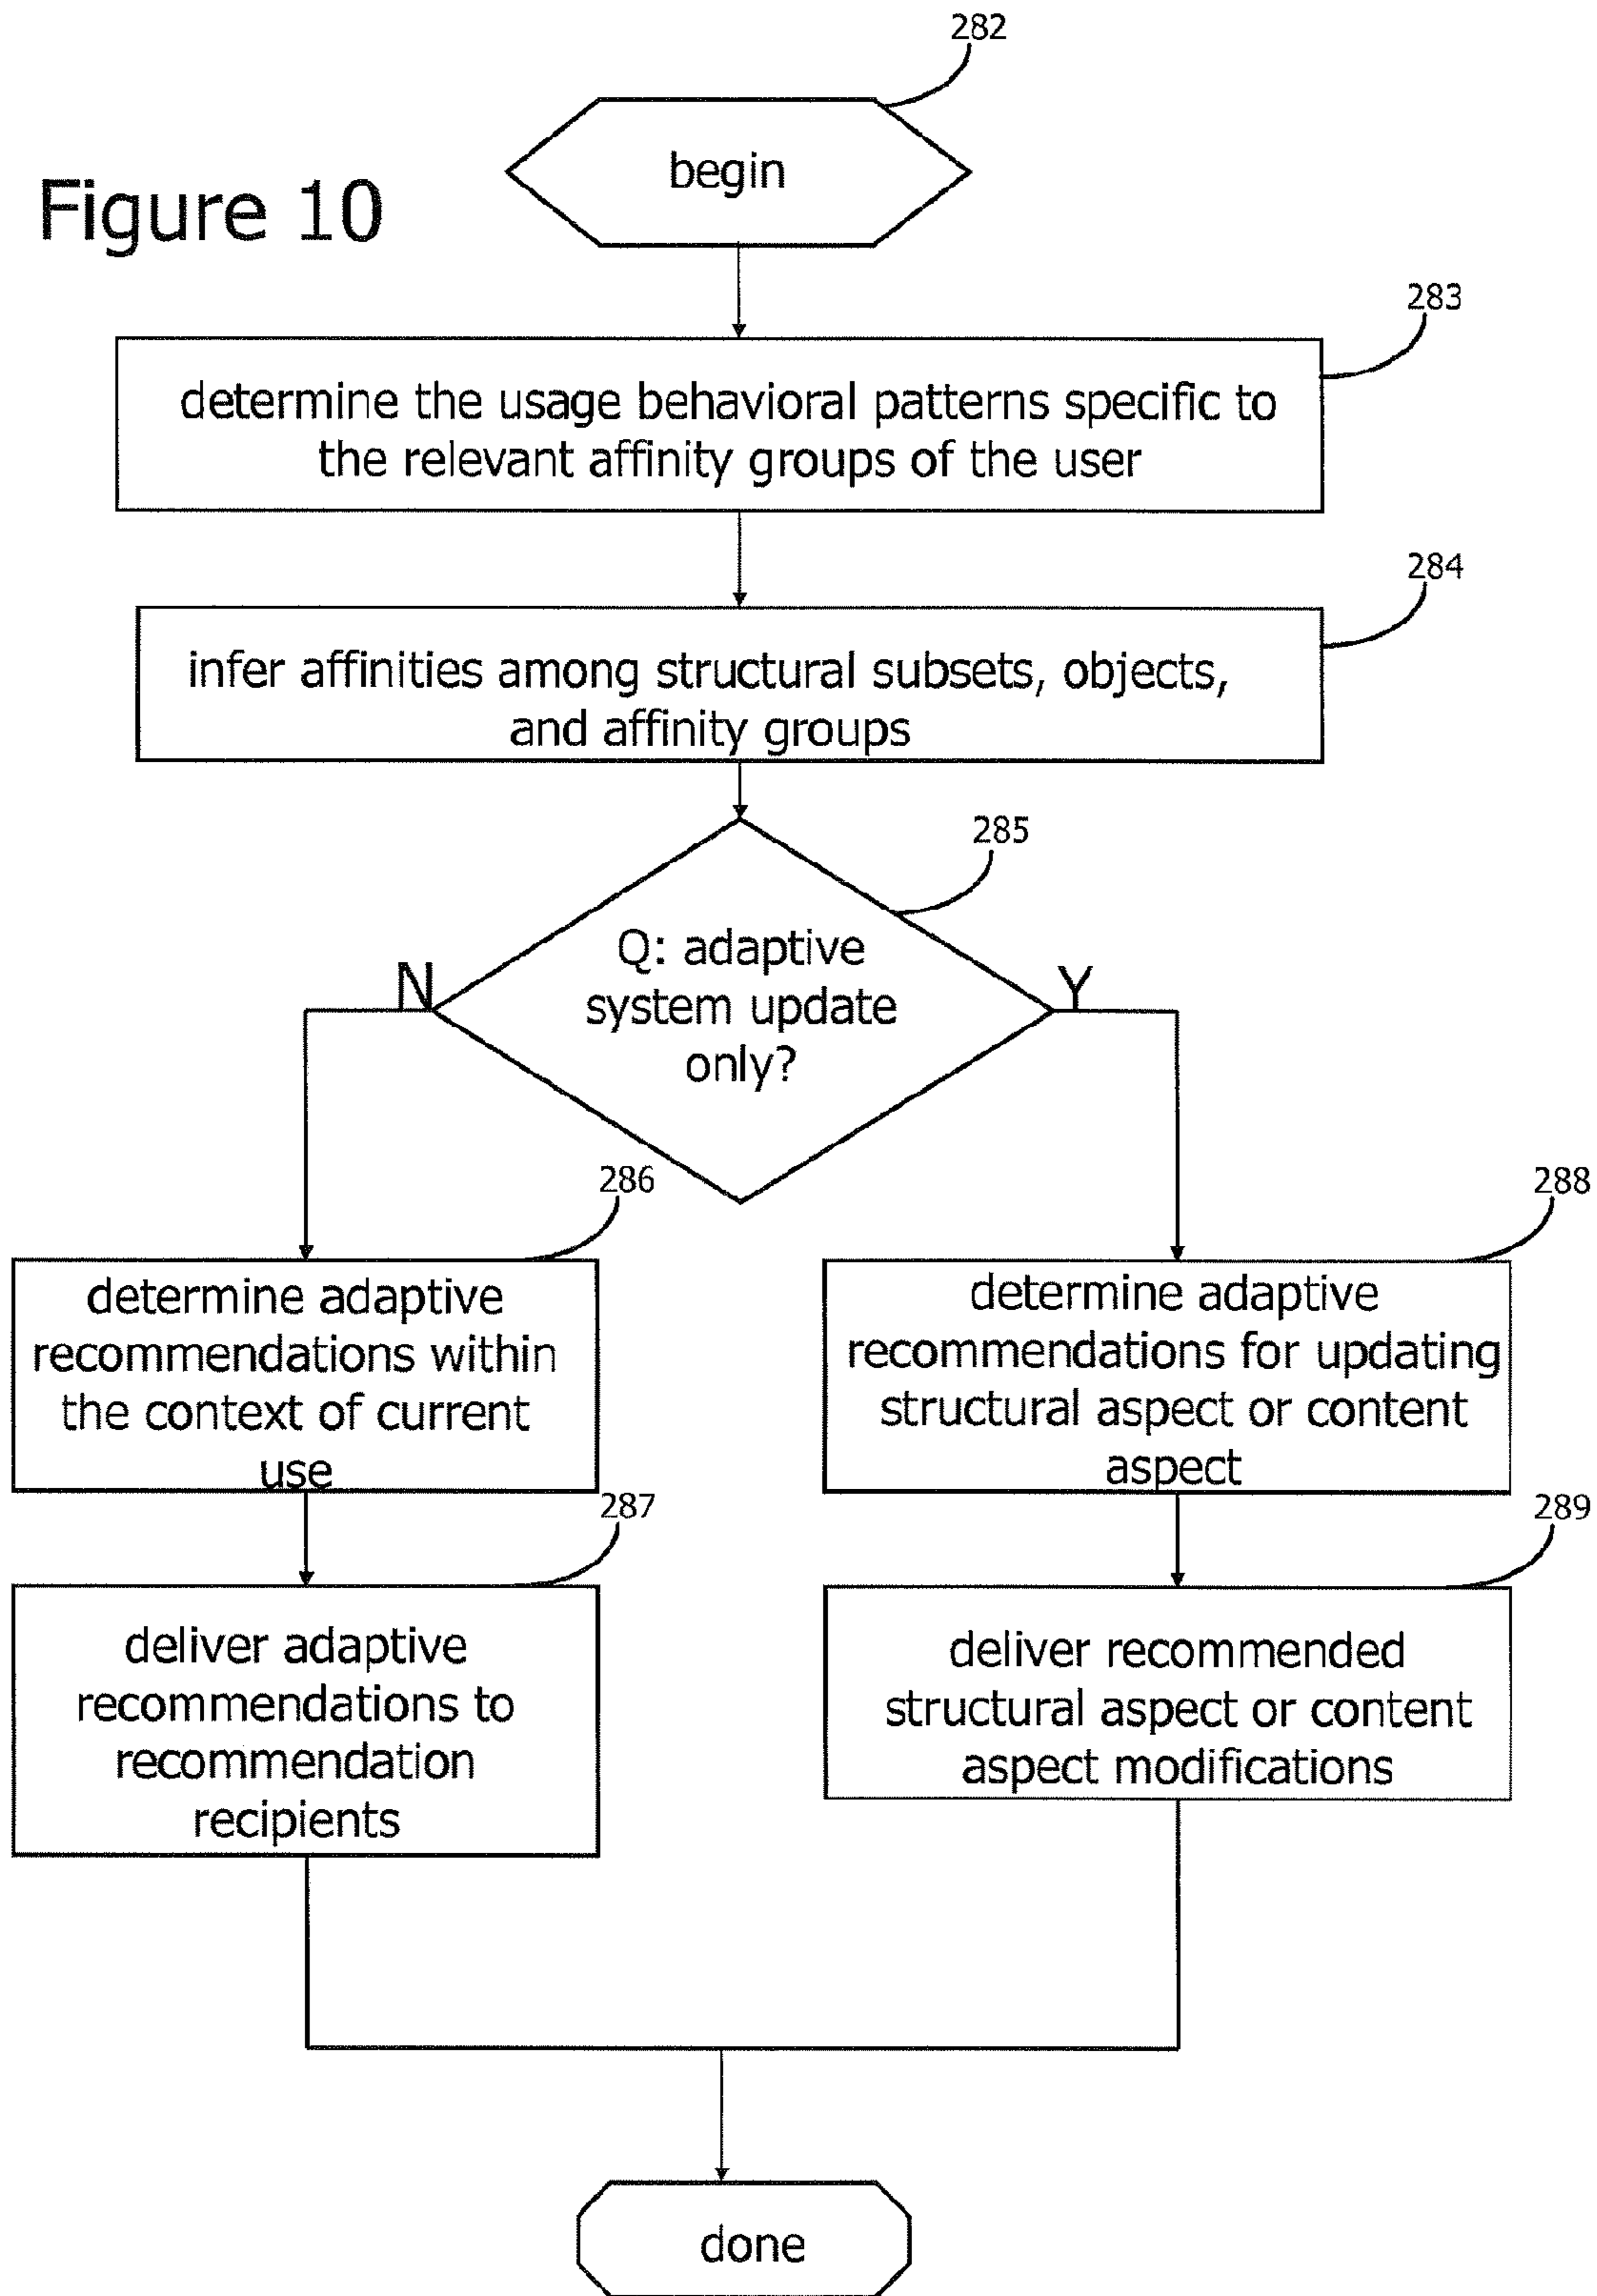 282
begin
Figure 10
283
determine the usage behavioral patterns specific to
the relevant affinity groups of the user
284
infer affinities among structural subsets, objects,
and affinity groups
285
Q: adaptive
system update
only?
N
Y
286
determine adaptive
recommendations within
the context of current
use
288
determine adaptive
recommendations for updating
structural aspect or content
aspect
287
deliver adaptive
recommendations to
recommendation
recipients
289
deliver recommended
structural aspect or content
aspect modifications
done